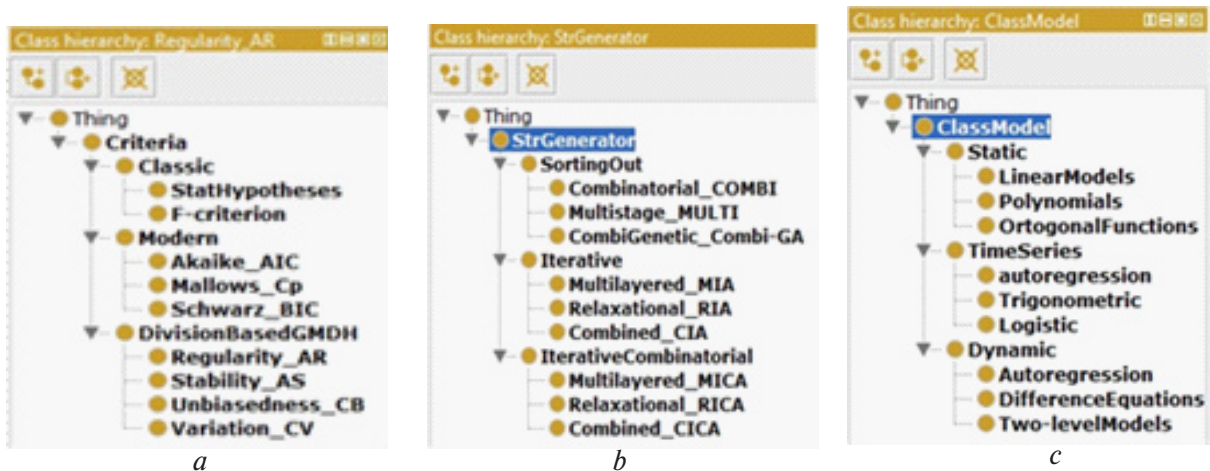 Class hierarchy: Regularity_AR
Thing
Criteria
Classic
StatHypotheses
F-criterion
Modern
Akaike_AIC
Mallows_Cp
Schwarz_BIC
DivisionBasedGMDH
Regularity_AR
Stability_AS
Unbiasedness_CB
Variation_CV
a
Class hierarchy: StrGenerator
Thing
StrGenerator
SortingOut
Combinatorial_COMBI
Multistage_MULTI
CombiGenetic_Combi-GA
Iterative
Multilayered_MIA
Relaxational_RIA
Combined_CIA
IterativeCombinatorial
Multilayered_MICA
Relaxational_RICA
Combined_CICA
b
Class hierarchy: ClassModel
Thing
ClassModel
Static
LinearModels
Polynomials
OrtogonalFunctions
TimeSeries
autoregression
Trigonometric
Logistic
Dynamic
Autoregression
DifferenceEquations
Two-levelModels
c